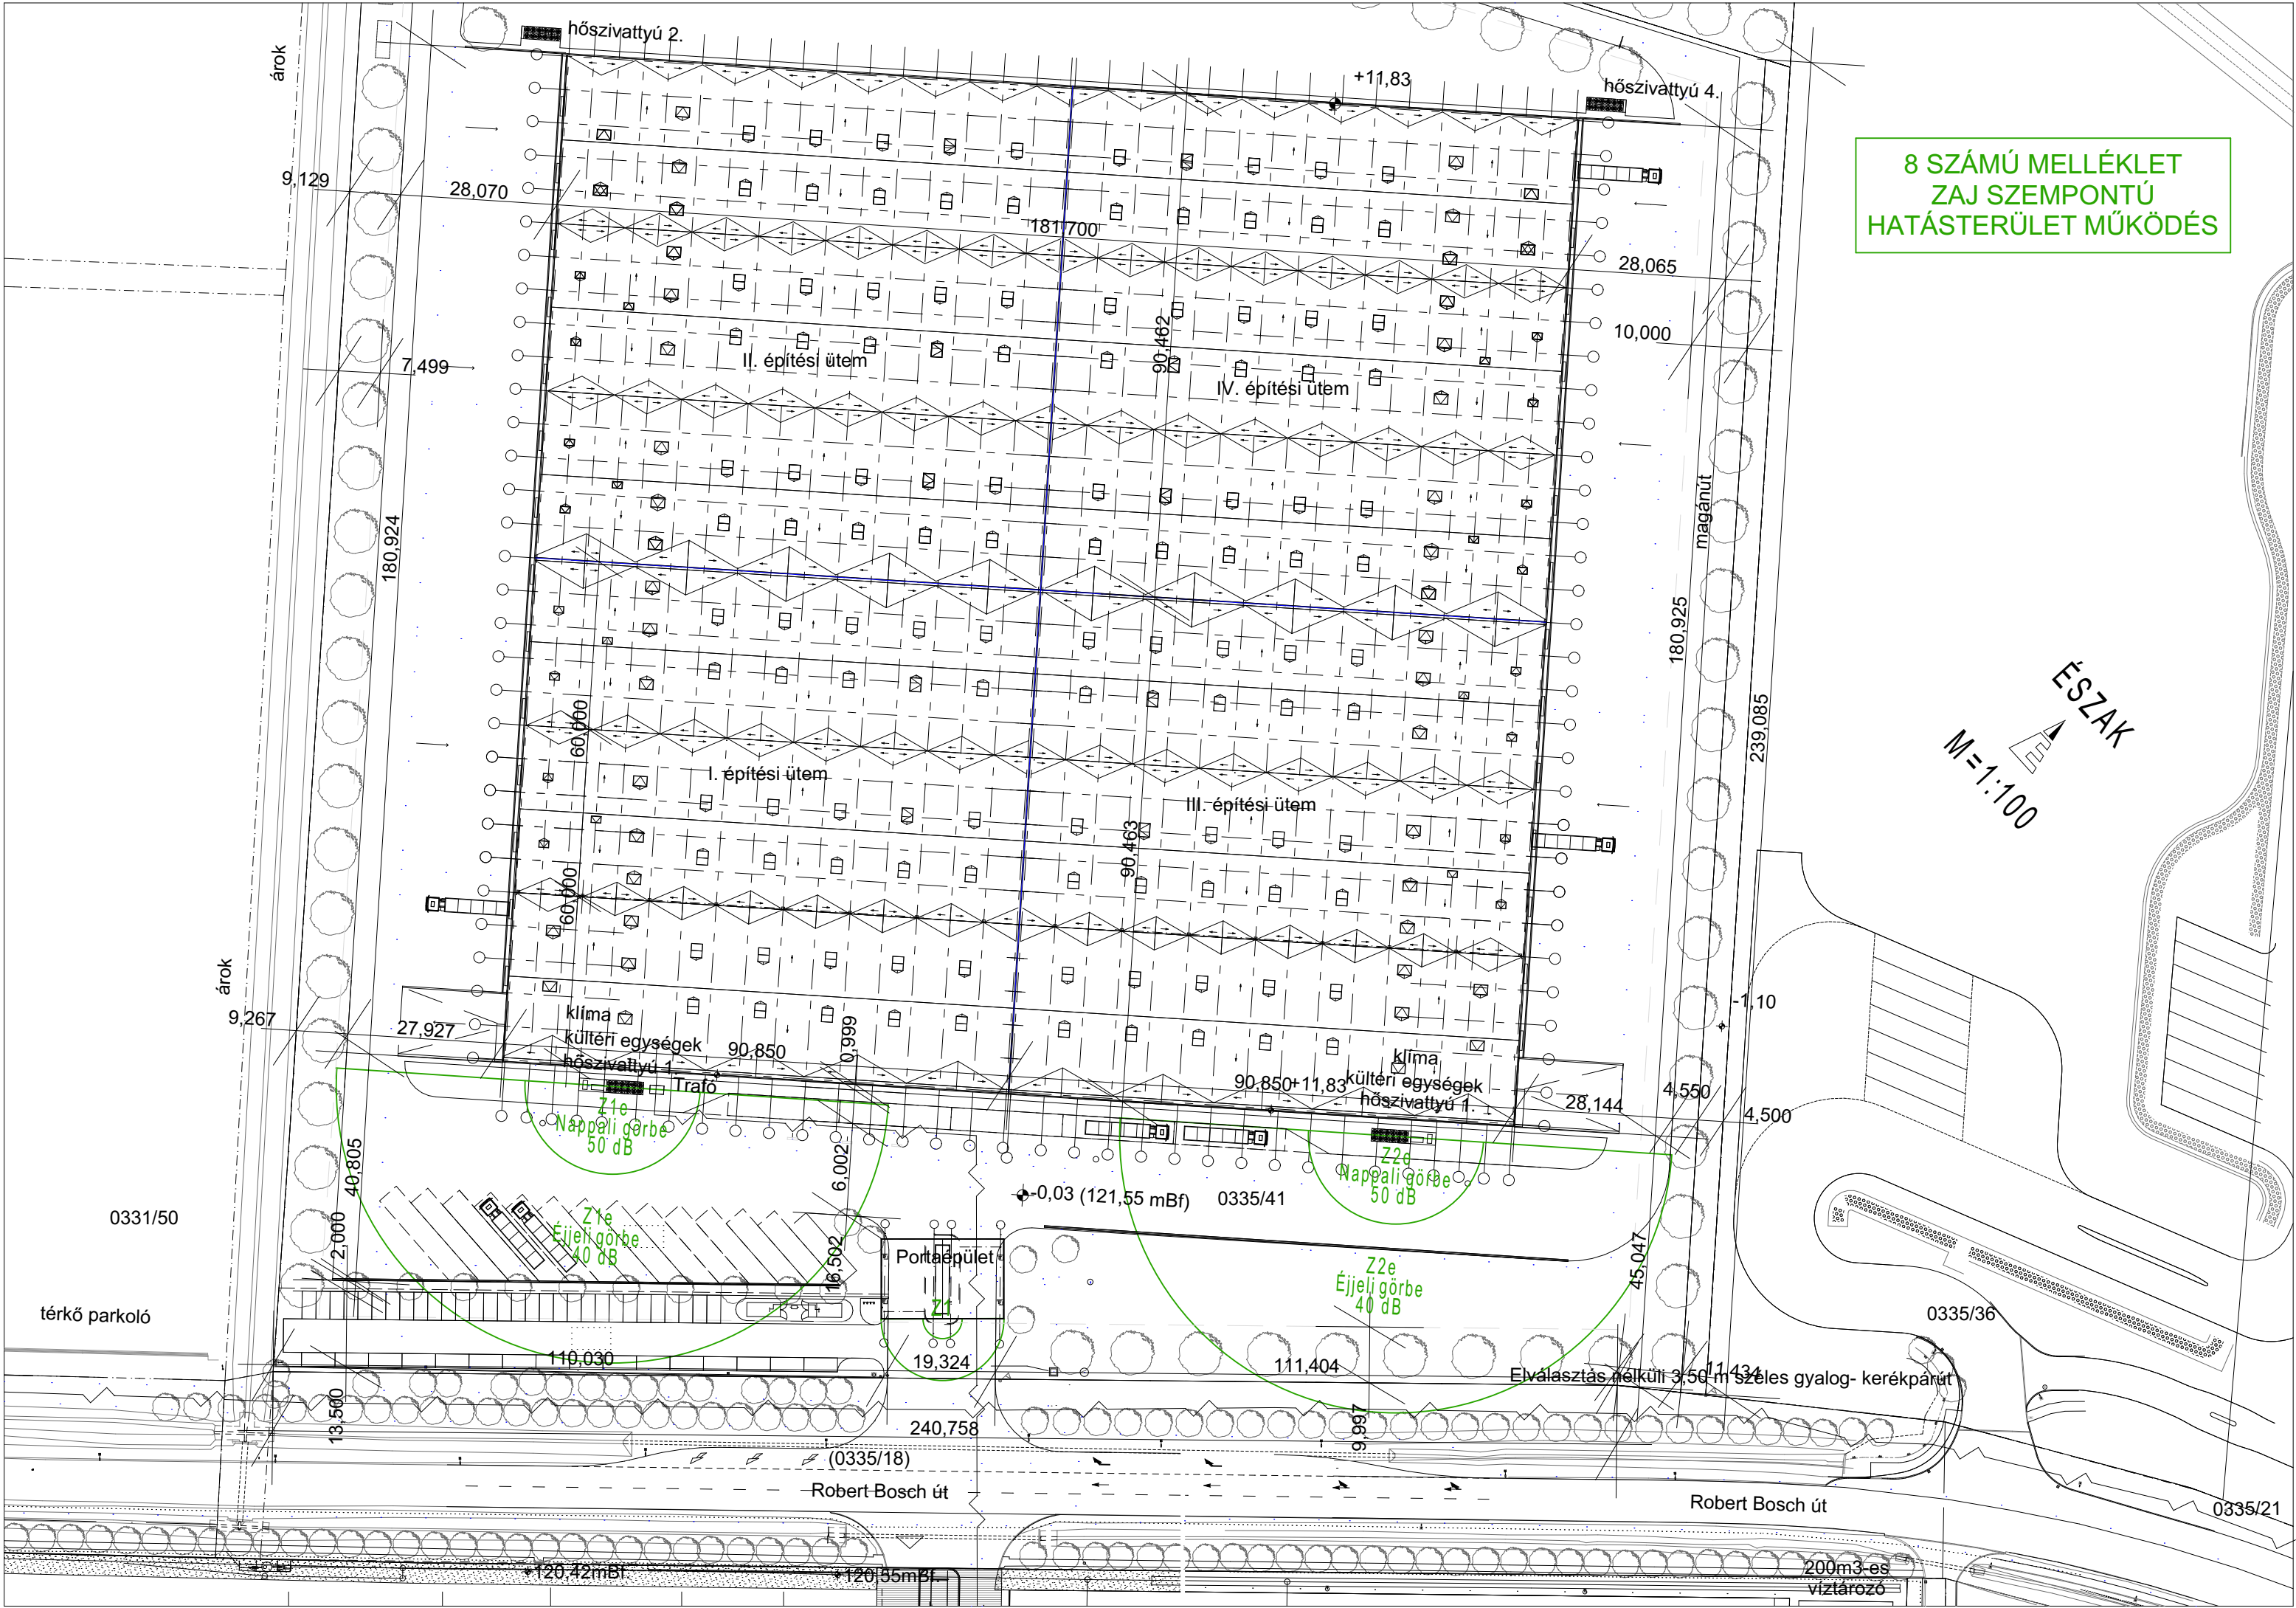 hőszivattyú 2.
árok
+11,83
hőszivattyú 4.
8 SZÁMÚ MELLÉKLET
ZAJ SZEMPONTÚ
HATÁSTERÜLET MŰKÖDÉS
9,129
28,070
181,700
28,065
10,000
7,499
90,462
II. építési ütem
IV. építési ütem
180,924
magánút
180,925
ÉSZAK
M=1:100
239,085
60,000
I. építési ütem
III. építési ütem
90,463
60,000
árok
-1,10
9,267
27,927
klíma
kültéri egységek
hőszivattyú 1.
Trafó
90,850
0,999
90,850
+11,83
klíma
kültéri egységek
hőszivattyú 1.
28,144
4,550
4,500
Z1e
Nappali görbe
50 dB
Z2e
Nappali görbe
50 dB
40,805
6,002
-0,03 (121,55 mBf)
0335/41
0331/50
2,000
Z1e
Éjjeli görbe
40 dB
16,502
Portaépület
Z1
Z2e
Éjjeli görbe
40 dB
45,047
térkő parkoló
0335/36
110,030
19,324
111,404
11,434
Elválasztás nélküli 3,50 m széles gyalog- kerékpárút
13,500
240,758
9,997
(0335/18)
Robert Bosch út
Robert Bosch út
0335/21
120,42mBf.
120,55mBf.
200m3-es
víztározó